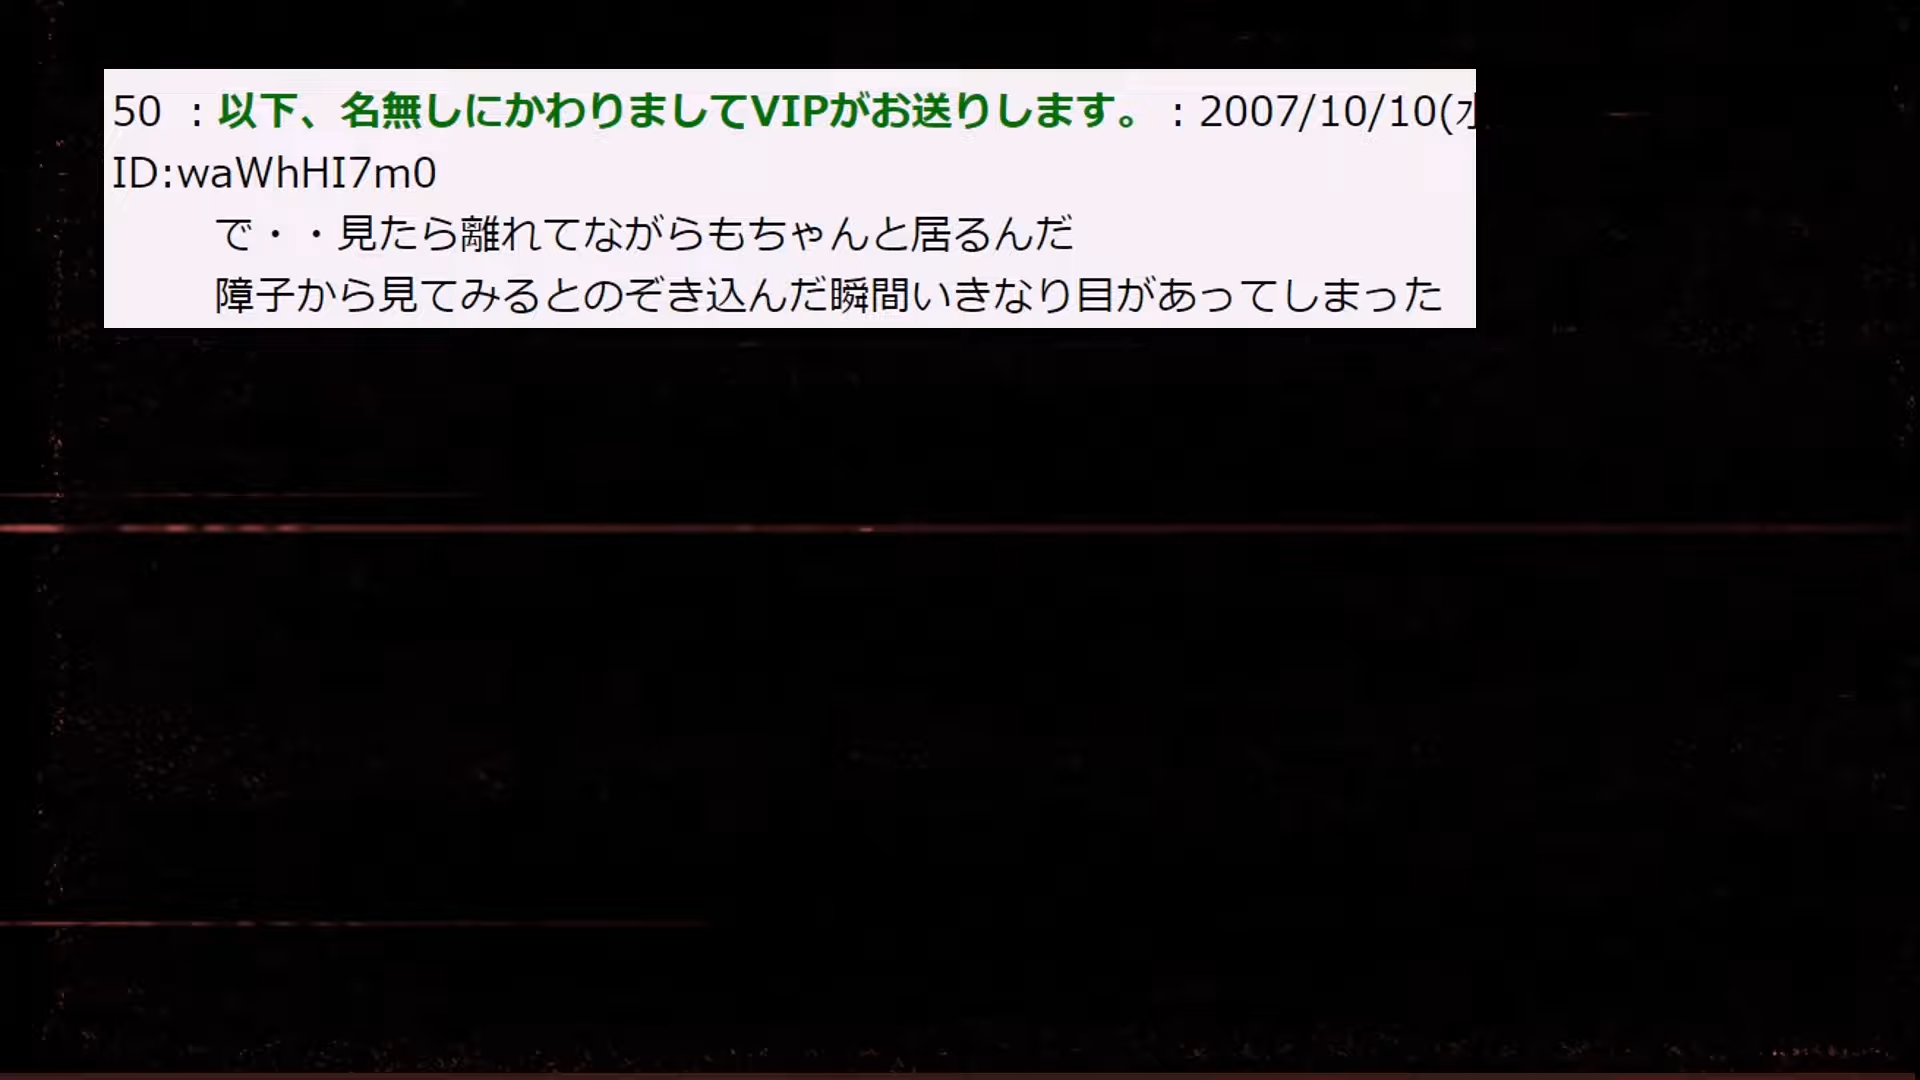 50 ：以下、名無しにかわりましてVIPがお送りします。：2007/10/10(
ID:waWhHI7m0
で・・見たら離れてながらもちゃんと居るんだ
障子から見てみるとのぞき込んだ瞬間いきなり目があってしまった